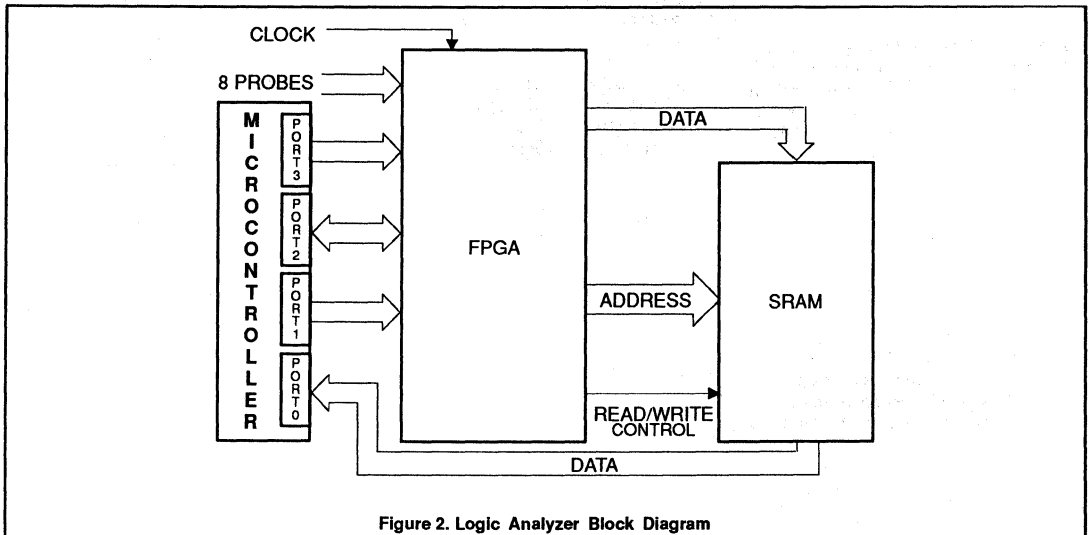 CLOCK
8 PROBES
MICROCONTROLLER
PORT3
PORT2
PORT1
PORT0
FPGA
DATA
ADDRESS
SRAM
READ/WRITE
CONTROL
DATA
Figure 2. Logic Analyzer Block Diagram